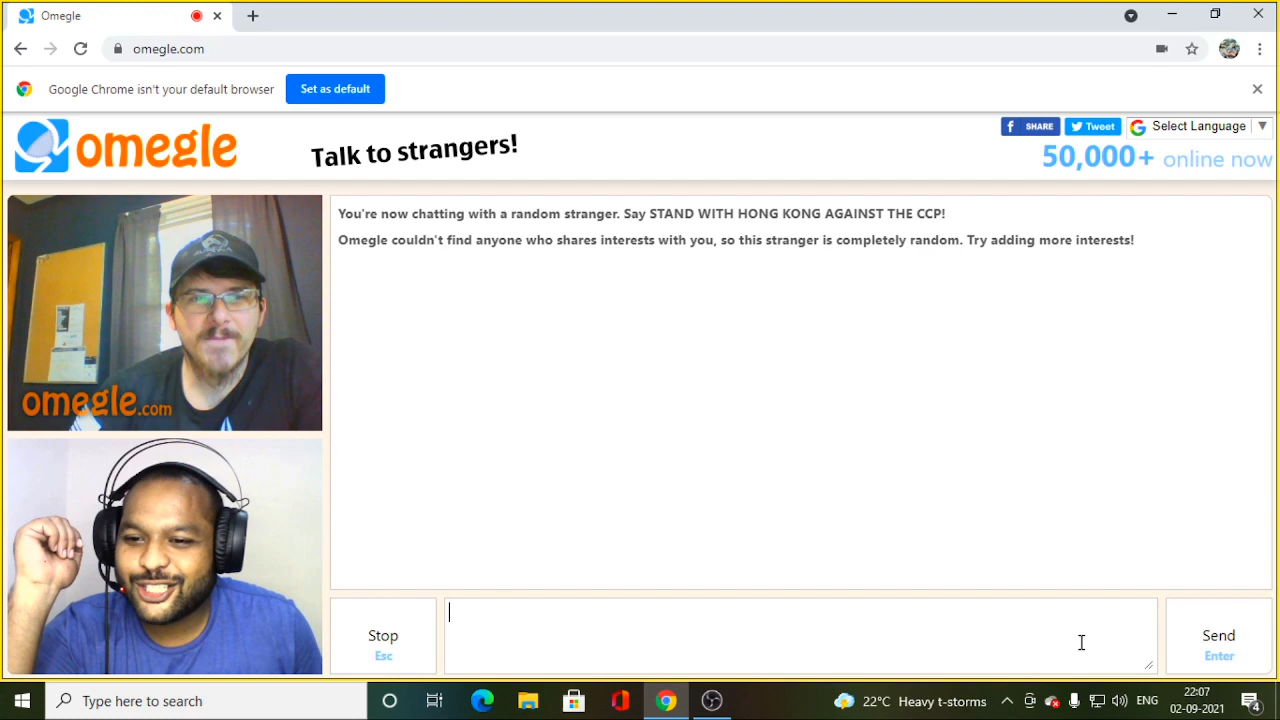 Omegle
omegle.com
Google Chrome isn't your default browser
Set as default
omegle
Talk to strangers!
SHARE
Tweet
Select Language
50,000+ online now
omegle.com
You're now chatting with a random stranger. Say STAND WITH HONG KONG AGAINST THE CCP!
Omegle couldn't find anyone who shares interests with you, so this stranger is completely random. Try adding more interests!
Stop
Esc
Send
Enter
Type here to search
22°C Heavy t-storms
ENG
22:07
02-09-2021
4